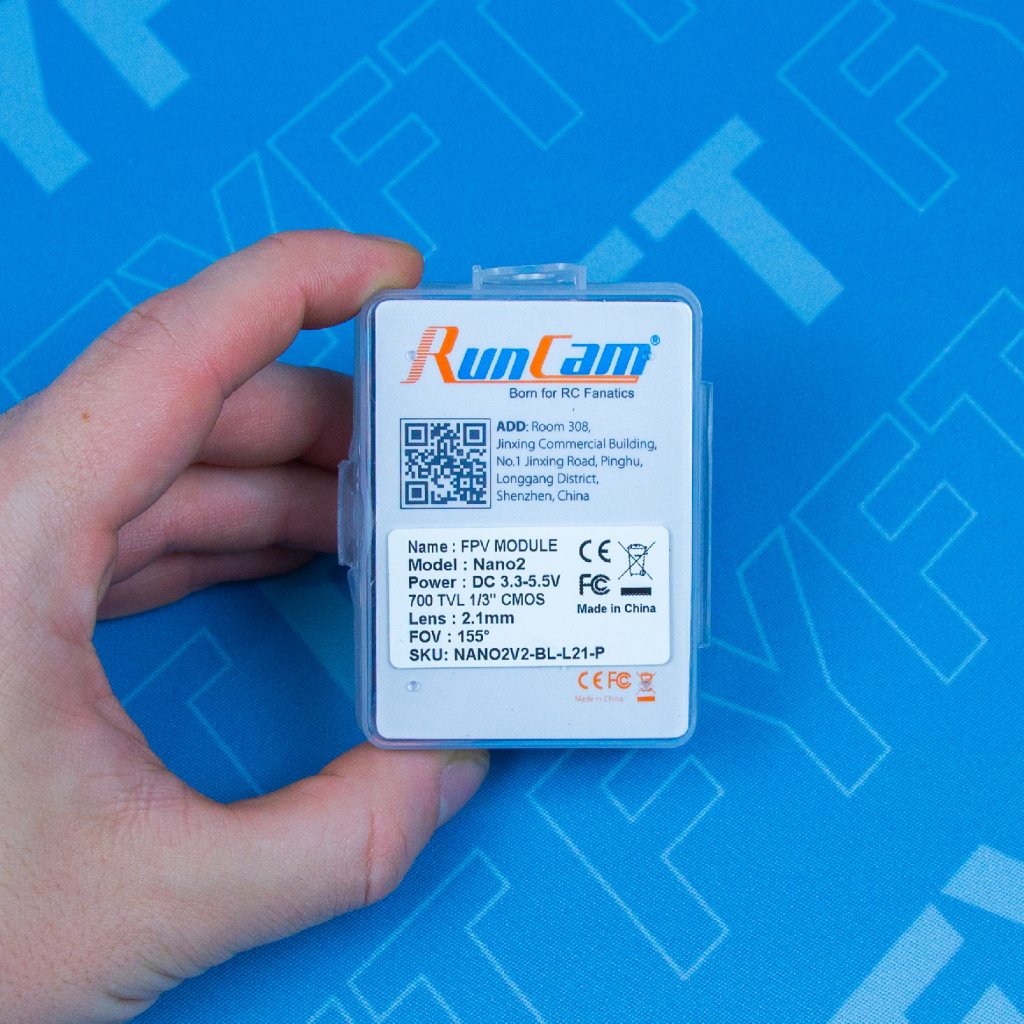 RunCam®
Born for RC Fanatics
ADD: Room 308,
Jinxing Commercial Building,
No.1 Jinxing Road, Pinghu,
Longgang District,
Shenzhen, China
Name : FPV MODULE
Model : Nano2
Power : DC 3.3-5.5V
700 TVL 1/3" CMOS
Lens : 2.1mm
FOV : 155°
SKU: NANO2V2-BL-L21-P
CE
FC
Made in China
CE FC
Made in China